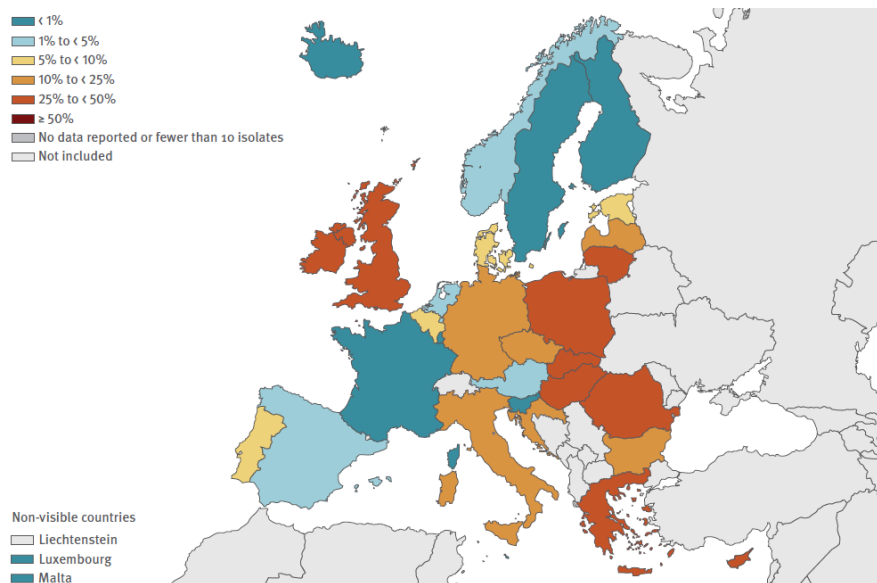 < 1%
1% to < 5%
5% to < 10%
10% to < 25%
25% to < 50%
≥ 50%
No data reported or fewer than 10 isolates
Not included
Non-visible countries
Liechtenstein
Luxembourg
Malta